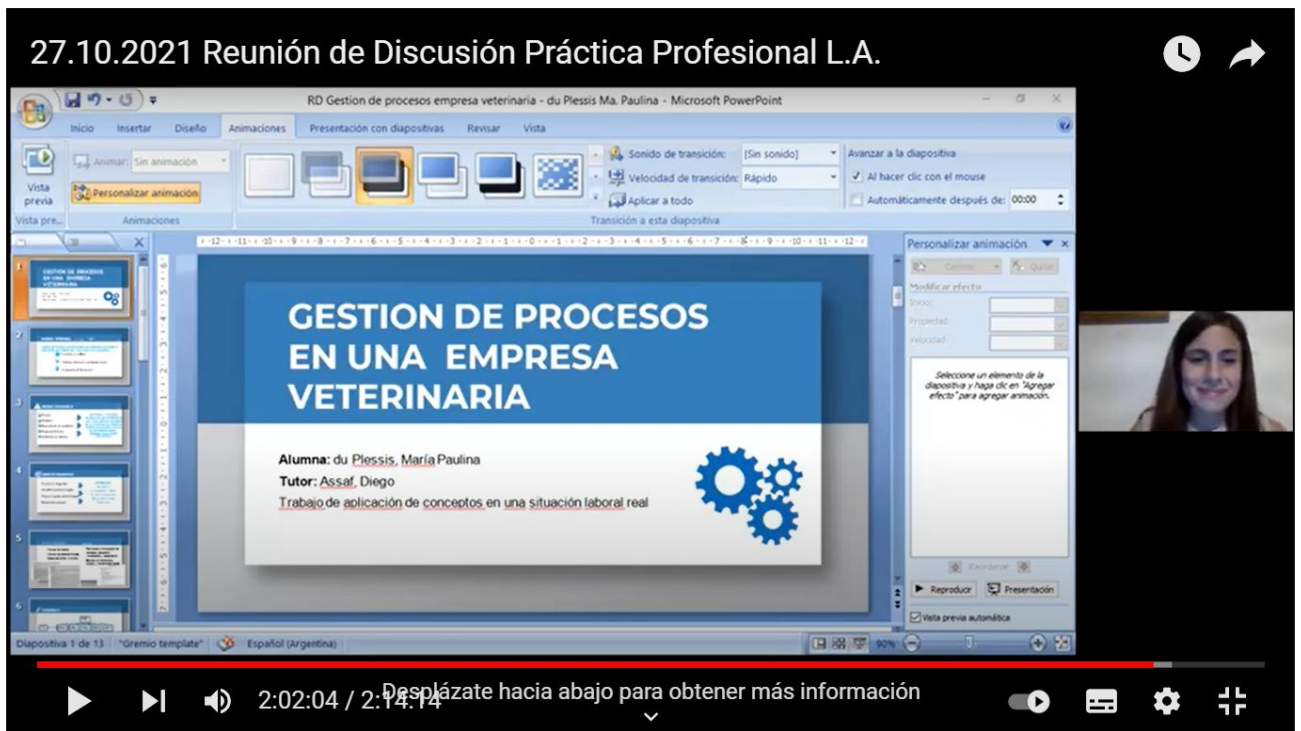 27.10.2021 Reunión de Discusión Práctica Profesional L.A.
RD Gestion de procesos empresa veterinaria - du Plessis Ma. Paulina - Microsoft PowerPoint
Inicio Insertar Diseño Animaciones Presentación con diapositivas Revisar Vista
Vista previa
Animar: Sin animación
Personalizar animación
Sonido de transición: [Sin sonido]
Velocidad de transición: Rápido
Aplicar a todo
Avanzar a la diapositiva
Al hacer clic con el mouse
Automáticamente después de: 00:00
Vista pre...
Animaciones
Transición a esta diapositiva
GESTION DE PROCESOS
EN UNA EMPRESA
VETERINARIA
Alumna: du Plessis, María Paulina
Tutor: Assaf, Diego
Trabajo de aplicación de conceptos en una situación laboral real
Personalizar animación
Quitar
Modificar efecto
Inicio:
Propiedad:
Velocidad:
Seleccione un elemento de la
diapositiva y haga clic en "Agregar
efecto" para agregar animación.
Reordenar
Reproducir Presentación
Vista previa automática
Diapositiva 1 de 13 "Gremio template" Español (Argentina) 90%
2:02:04 / 2:14:14
Desplázate hacia abajo para obtener más información